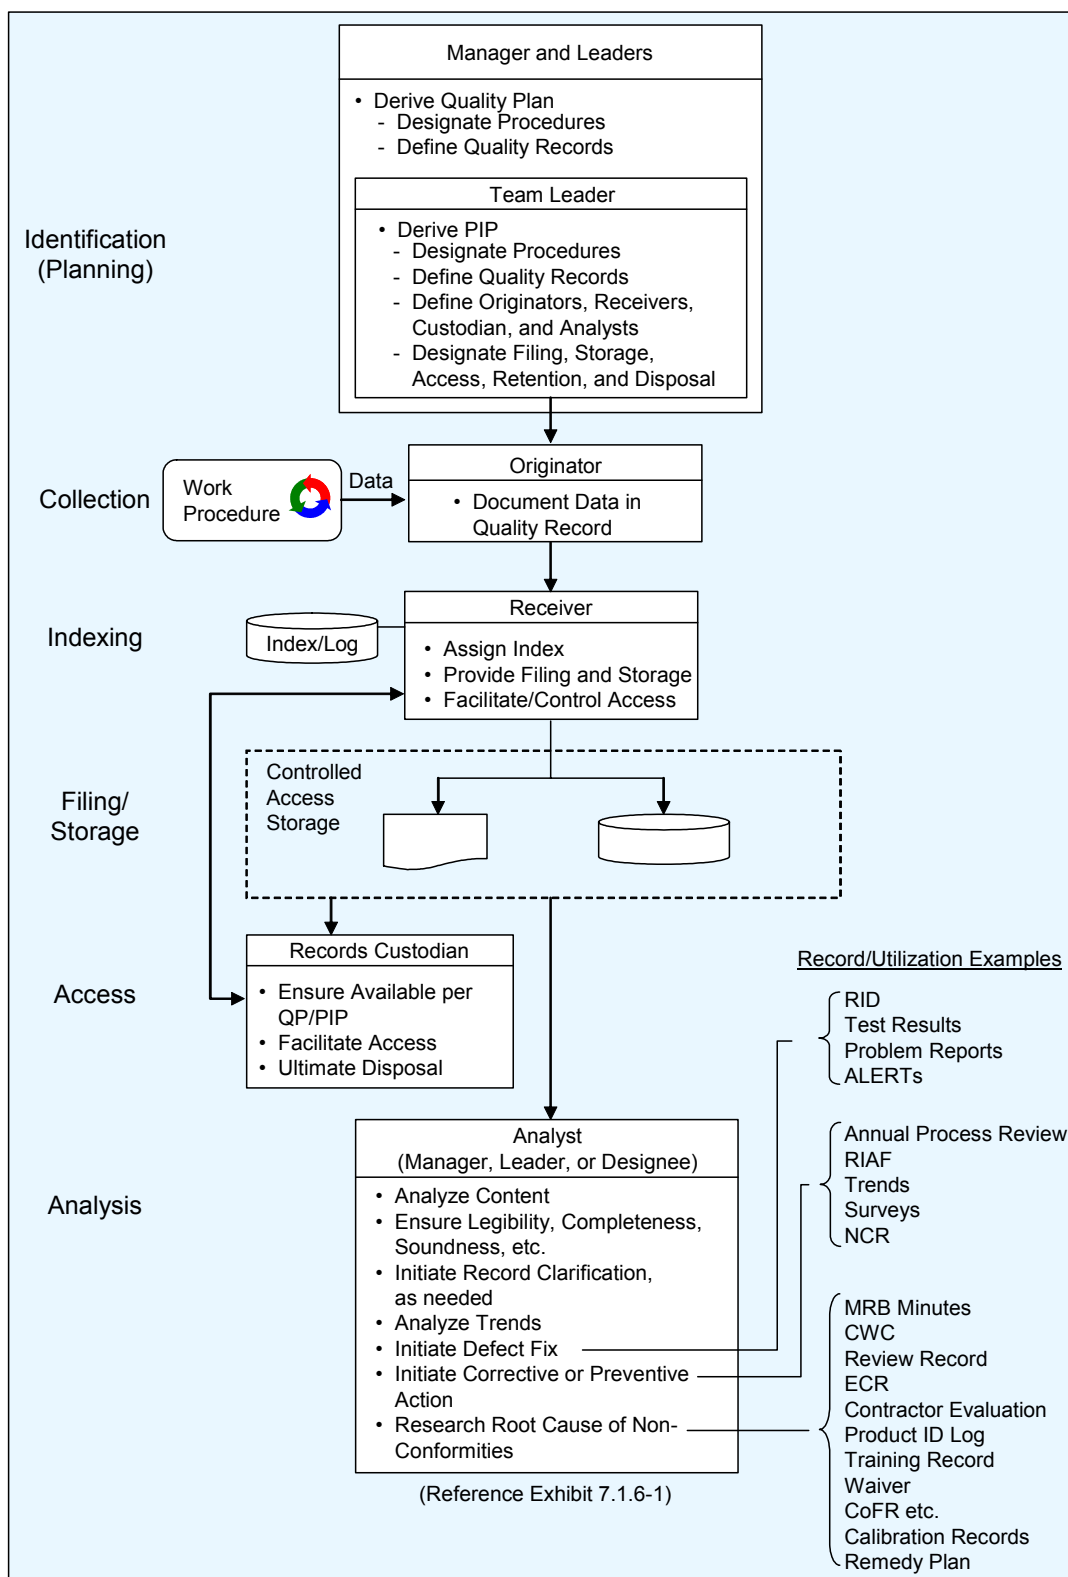 Manager and Leaders
• Derive Quality Plan
- Designate Procedures
- Define Quality Records
Team Leader
• Derive PIP
- Designate Procedures
- Define Quality Records
- Define Originators, Receivers,
Custodian, and Analysts
- Designate Filing, Storage,
Access, Retention, and Disposal
Identification
(Planning)
Collection
Work
Procedure
Data
Originator
• Document Data in
Quality Record
Indexing
Index/Log
Receiver
• Assign Index
• Provide Filing and Storage
• Facilitate/Control Access
Filing/
Storage
Controlled
Access
Storage
Access
Records Custodian
• Ensure Available per
QP/PIP
• Facilitate Access
• Ultimate Disposal
Record/Utilization Examples
RID
Test Results
Problem Reports
ALERTs
Annual Process Review
RIAF
Trends
Surveys
NCR
MRB Minutes
CWC
Review Record
ECR
Contractor Evaluation
Product ID Log
Training Record
Waiver
CoFR etc.
Calibration Records
Remedy Plan
Analysis
Analyst
(Manager, Leader, or Designee)
• Analyze Content
• Ensure Legibility, Completeness,
Soundness, etc.
• Initiate Record Clarification,
as needed
• Analyze Trends
• Initiate Defect Fix
• Initiate Corrective or Preventive
Action
• Research Root Cause of Non-
Conformities
(Reference Exhibit 7.1.6-1)